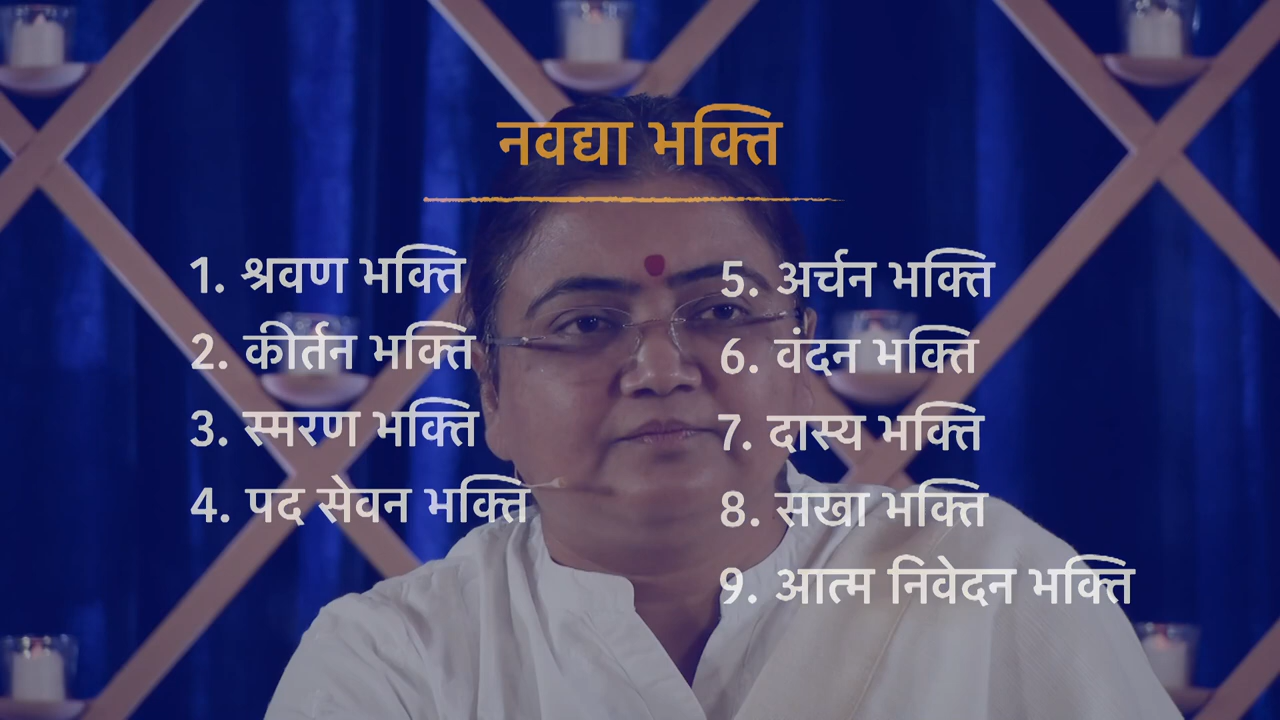 नवद्या भक्ति
1. श्रवण भक्ति
2. कीर्तन भक्ति
3. स्मरण भक्ति
4. पद सेवन भक्ति
5. अर्चन भक्ति
6. वंदन भक्ति
7. दास्य भक्ति
8. सखा भक्ति
9. आत्म निवेदन भक्ति